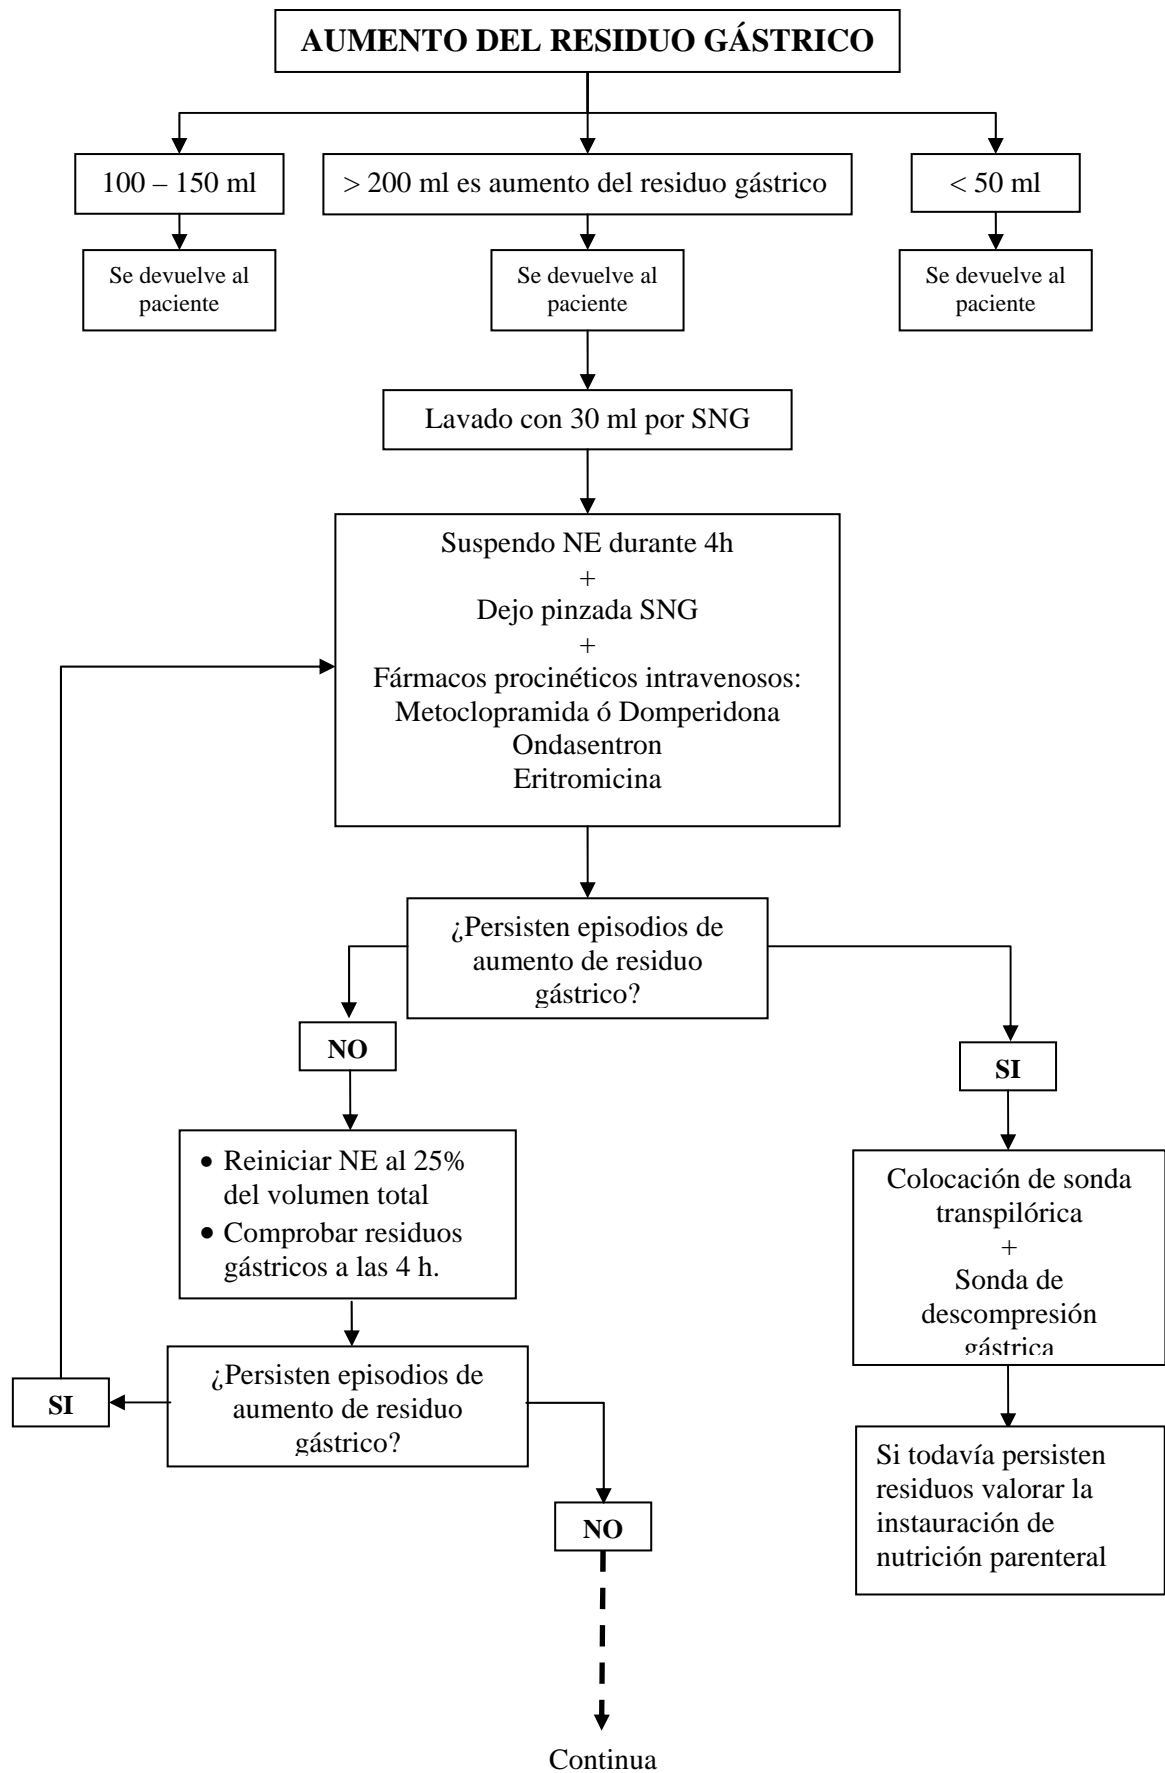 AUMENTO DEL RESIDUO GÁSTRICO
100 – 150 ml
> 200 ml es aumento del residuo gástrico
< 50 ml
Se devuelve al
paciente
Se devuelve al
paciente
Se devuelve al
paciente
Lavado con 30 ml por SNG
Suspendo NE durante 4h
+
Dejo pinzada SNG
+
Fármacos procinéticos intravenosos:
Metoclopramida ó Domperidona
Ondasentron
Eritromicina
¿Persisten episodios de
aumento de residuo
gástrico?
NO
SI
• Reiniciar NE al 25%
del volumen total
• Comprobar residuos
gástricos a las 4 h.
Colocación de sonda
transpilórica
+
Sonda de
descompresión
gástrica
¿Persisten episodios de
aumento de residuo
gástrico?
SI
Si todavía persisten
residuos valorar la
instauración de
nutrición parenteral
NO
Continua